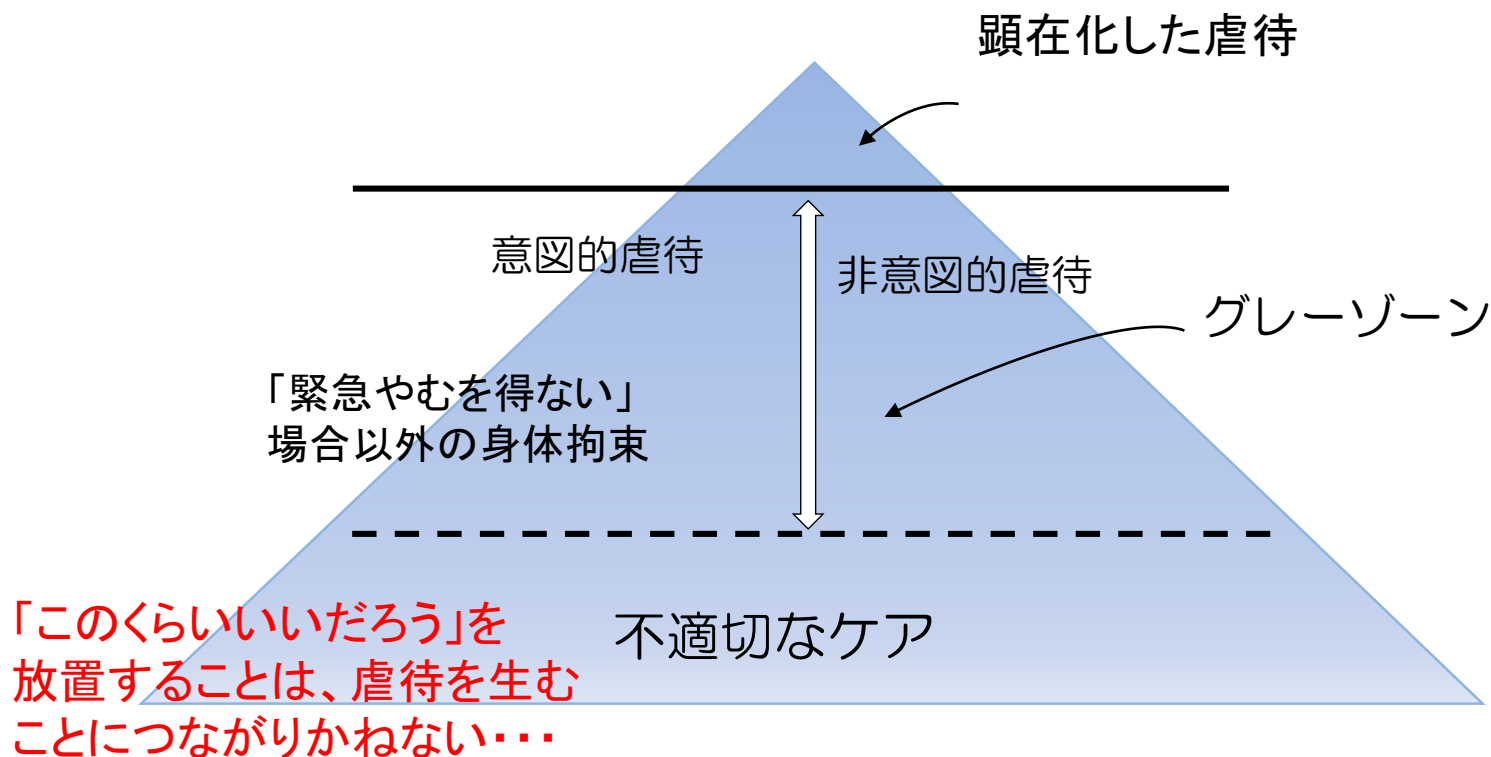 顕在化した虐待
意図的虐待
非意図的虐待
グレーゾーン
「緊急やむを得ない」
場合以外の身体拘束
不適切なケア
「このくらいいいだろう」を
放置することは、虐待を生む
ことにつながりかねない・・・